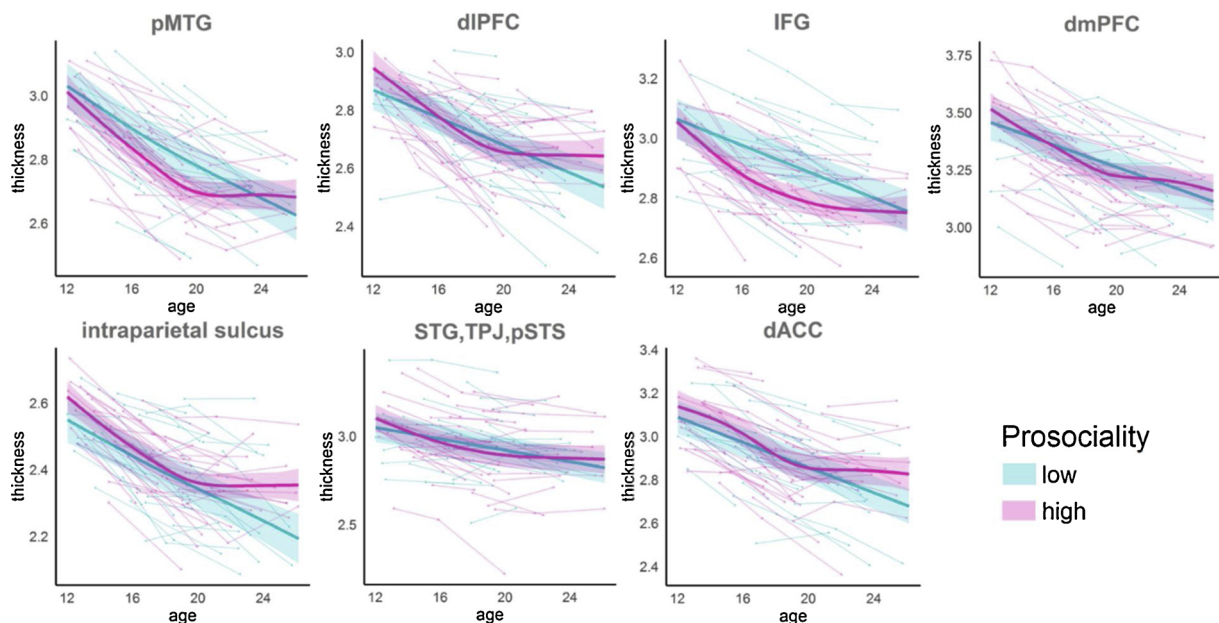 pMTG
dlPFC
IFG
dmPFC
thickness
3.0
2.8
2.6
12
16
20
24
age
thickness
3.0
2.8
2.6
2.4
12
16
20
24
age
thickness
3.2
3.0
2.8
2.6
12
16
20
24
age
thickness
3.75
3.50
3.25
3.00
12
16
20
24
age
intraparietal sulcus
STG,TPJ,pSTS
dACC
thickness
2.6
2.4
2.2
12
16
20
24
age
thickness
3.0
2.5
12
16
20
24
age
thickness
3.4
3.2
3.0
2.8
2.6
2.4
12
16
20
24
age
Prosociality
low
high